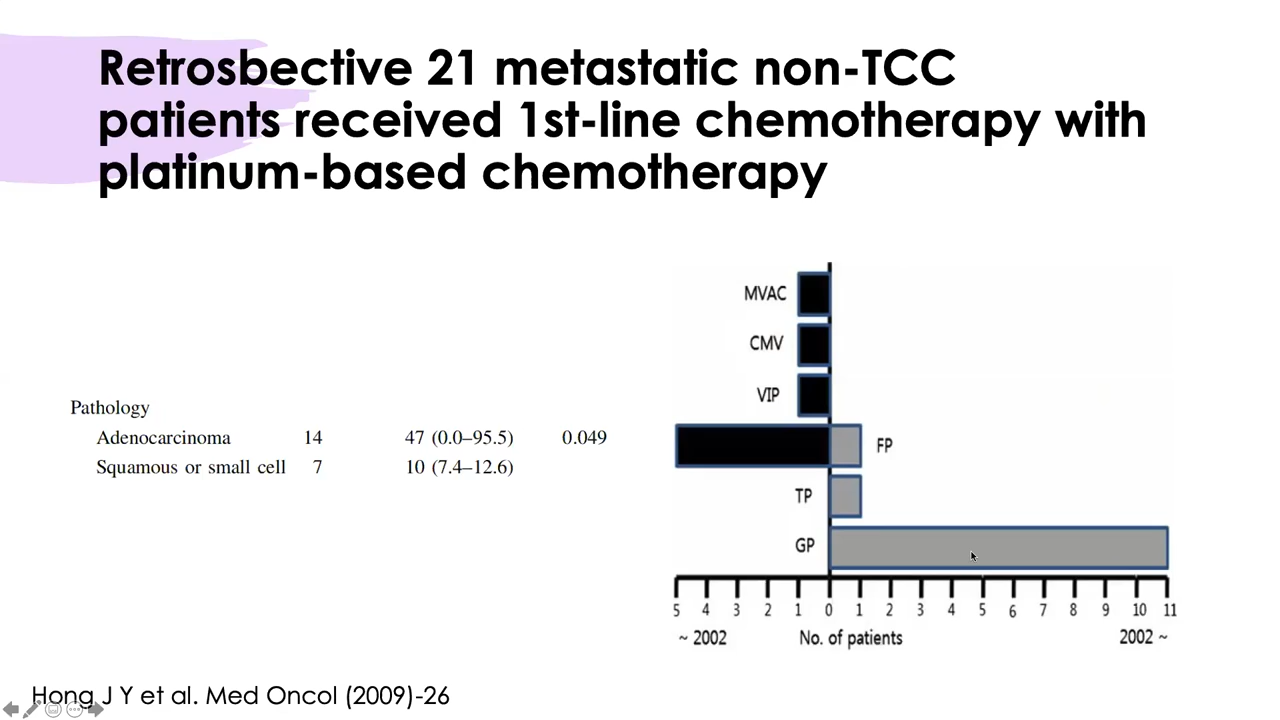 Retrosbective 21 metastatic non-TCC
patients received 1st-line chemotherapy with
platinum-based chemotherapy
Pathology
Adenocarcinoma 14 47 (0.0–95.5) 0.049
Squamous or small cell 7 10 (7.4–12.6)
MVAC
CMV
VIP
FP
TP
GP
5 4 3 2 1 0 1 2 3 4 5 6 7 8 9 10 11
~ 2002 No. of patients 2002 ~
Hong J Y et al. Med Oncol (2009)-26